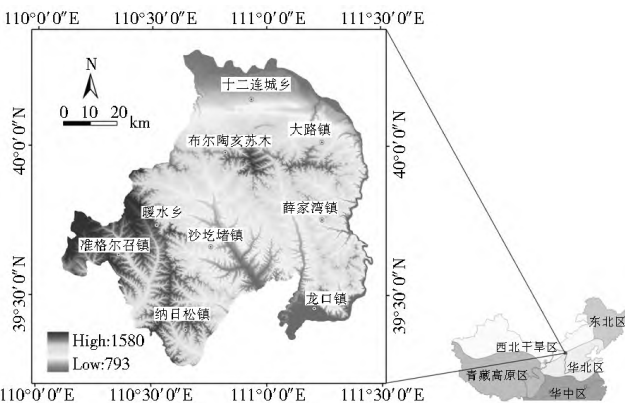 110°0′0″E 110°30′0″E 111°0′0″E 111°30′0″E
N
0 10 20
km
40°0′0″N
39°30′0″N
十二连城乡
大路镇
布尔陶亥苏木
暖水乡
薛家湾镇
准格尔召镇
沙圪堵镇
纳日松镇
龙口镇
High:1580
Low:793
40°0′0″N
39°30′0″N
110°0′0″E 110°30′0″E 111°0′0″E 111°30′0″E
东北区
西北干旱区
华北区
青藏高原区
华中区